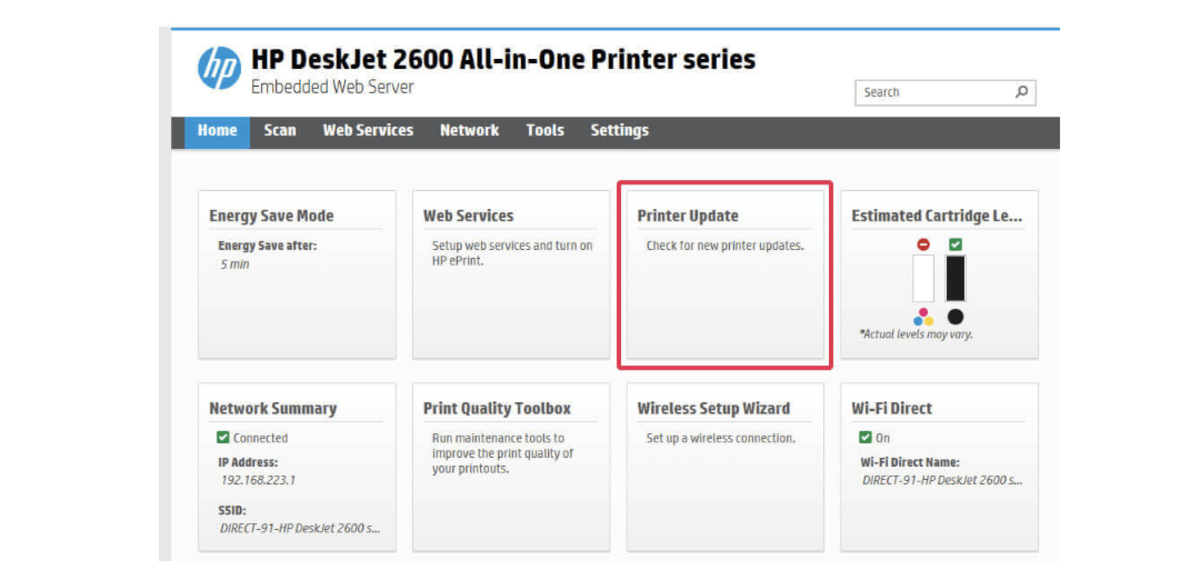 hp
HP DeskJet 2600 All-in-One Printer series
Embedded Web Server
Search
Home Scan Web Services Network Tools Settings
Energy Save Mode
Energy Save after:
5 min
Web Services
Setup web services and turn on
HP ePrint.
Printer Update
Check for new printer updates.
Estimated Cartridge Le...
*Actual levels may vary.
Network Summary
Connected
IP Address:
192.168.223.1
SSID:
DIRECT-91-HP DeskJet 2600 s...
Print Quality Toolbox
Run maintenance tools to
improve the print quality of
your printouts.
Wireless Setup Wizard
Set up a wireless connection.
Wi-Fi Direct
On
Wi-Fi Direct Name:
DIRECT-91-HP DeskJet 2600 s...